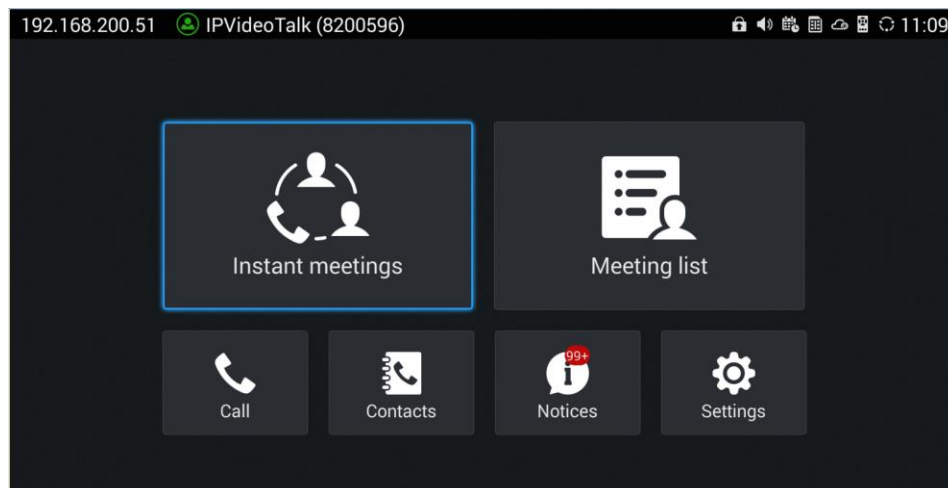 192.168.200.51 IPVideoTalk (8200596) 11:09
Instant meetings Meeting list
99+
Call Contacts Notices Settings